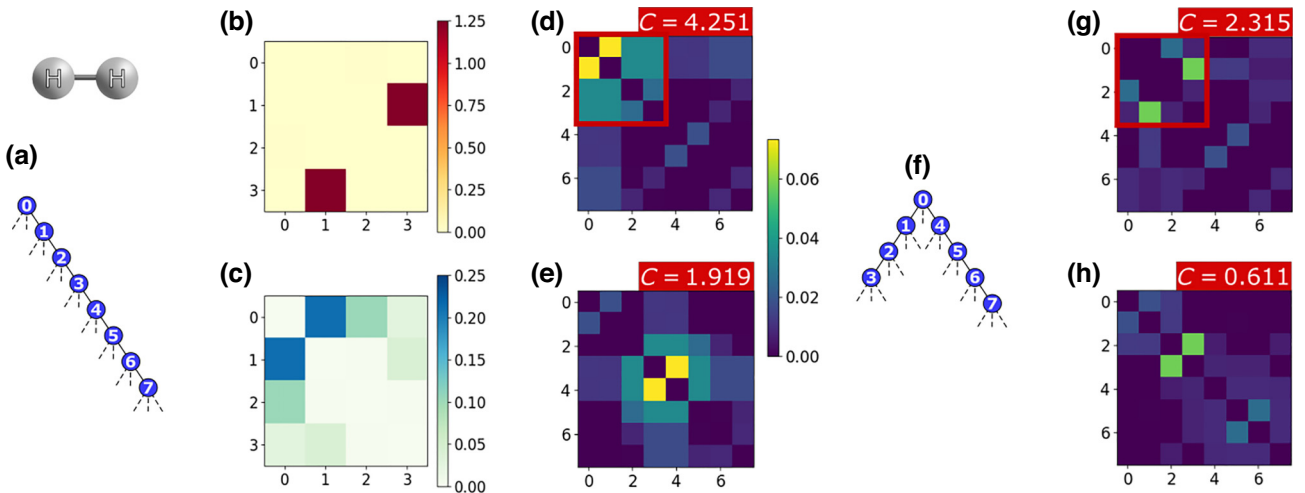 H H
(a)
0
1
2
3
4
5
6
7
(b)
0
1
2
3
0 1 2 3
1.25
1.00
0.75
0.50
0.25
0.00
(c)
0
1
2
3
0 1 2 3
0.25
0.20
0.15
0.10
0.05
0.00
(d)
C = 4.251
0
2
4
6
0 2 4 6
(e)
C = 1.919
0
2
4
6
0 2 4 6
0.06
0.04
0.02
0.00
(f)
0
1 4
2 5
3 6
7
(g)
C = 2.315
0
2
4
6
0 2 4 6
(h)
C = 0.611
0
2
4
6
0 2 4 6